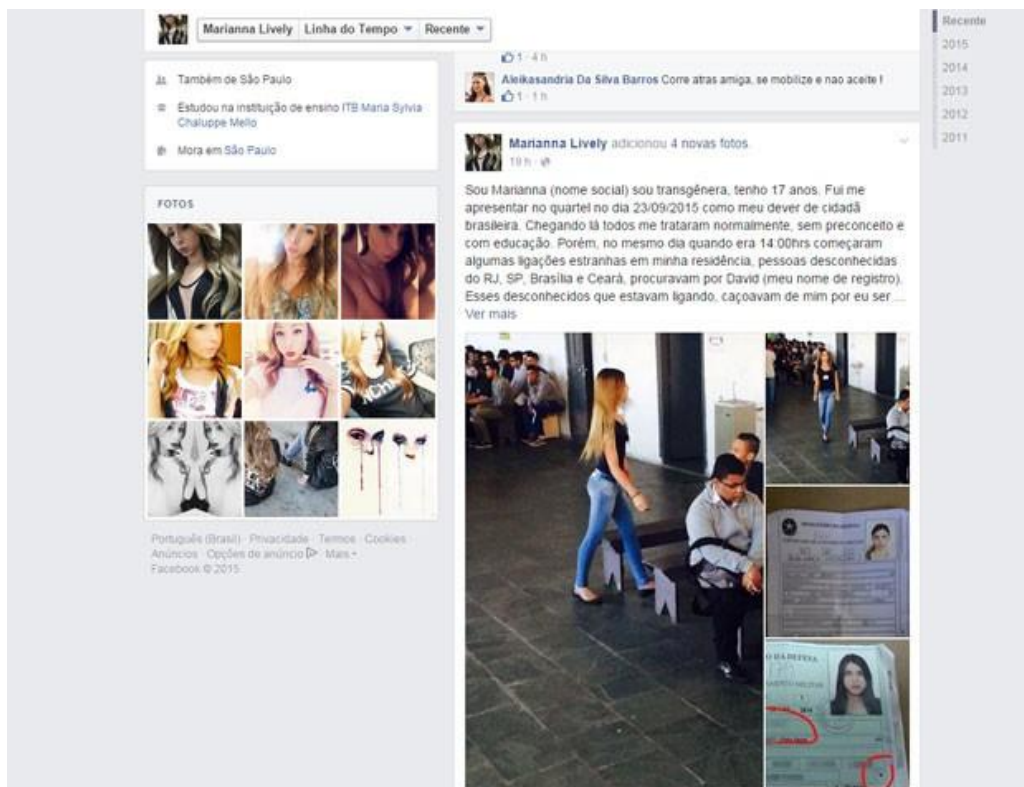 Marianna Lively Linha do Tempo Recente
Recente
2015
2014
2013
2012
2011
Também de São Paulo
Estudou na instituição de ensino ITB Maria Sylvia
Chaluppe Mello
Mora em São Paulo
FOTOS
Português (Brasil) · Privacidade · Termos · Cookies ·
Anúncios · Opções de anúncio · Mais
Facebook © 2015
1 · 4 h
Aleikasandria Da Silva Barros Corre atras amiga, se mobilize e nao aceite !
1 · 1 h
Marianna Lively adicionou 4 novas fotos.
19 h ·
Sou Marianna (nome social) sou transgênera, tenho 17 anos. Fui me
apresentar no quartel no dia 23/09/2015 como meu dever de cidadã
brasileira. Chegando lá todos me trataram normalmente, sem preconceito e
com educação. Porém, no mesmo dia quando era 14:00hrs começaram
algumas ligações estranhas em minha residência, pessoas desconhecidas
do RJ, SP, Brasília e Ceará, procuravam por David (meu nome de registro).
Esses desconhecidos que estavam ligando, caçoavam de mim por eu ser....
Ver mais
DA DEFESA